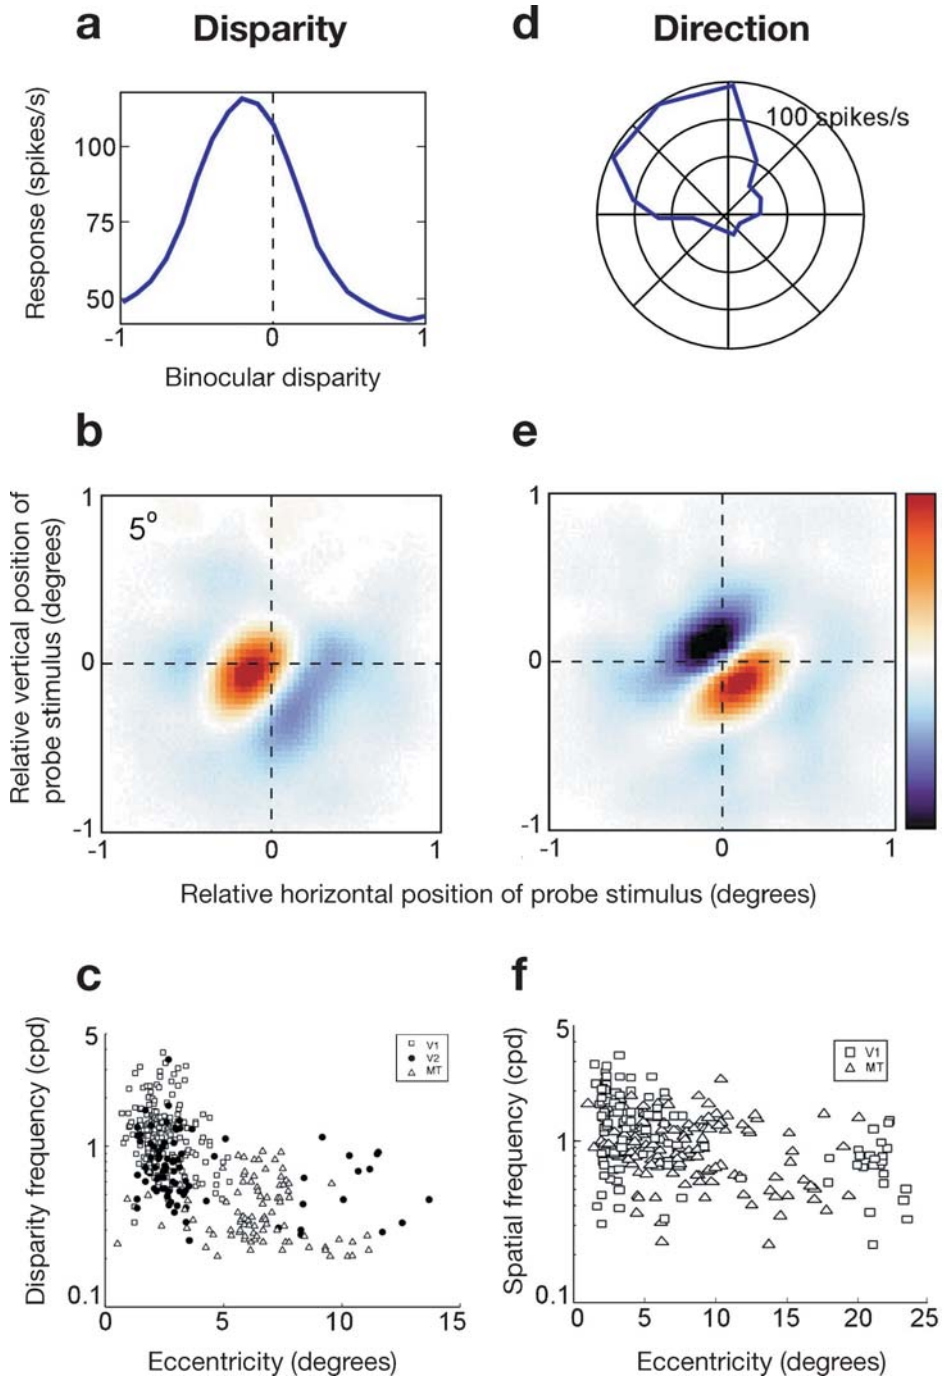 a Disparity
d Direction
Response (spikes/s)
100
75
50
-1
0
1
Binocular disparity
100 spikes/s
b
e
Relative vertical position of
probe stimulus (degrees)
5°
1
0
-1
-1
0
1
1
0
-1
-1
0
1
Relative horizontal position of probe stimulus (degrees)
c
Disparity frequency (cpd)
5
1
0.1
V1
V2
MT
0
5
10
15
Eccentricity (degrees)
f
Spatial frequency (cpd)
5
1
0.1
V1
MT
0
5
10
15
20
25
Eccentricity (degrees)